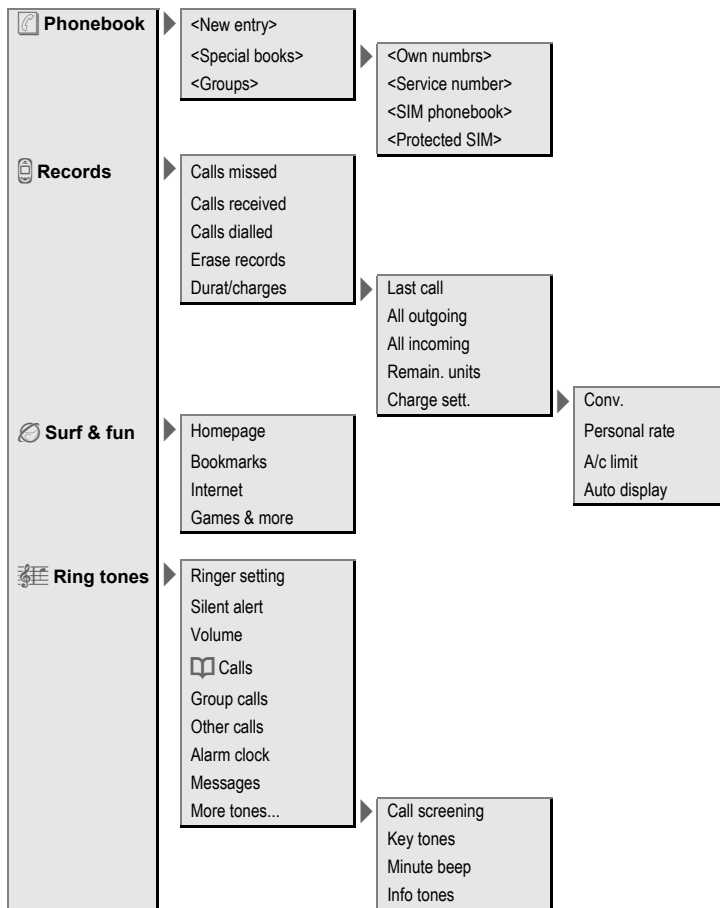 Phonebook
<New entry>
<Special books>
<Groups>
<Own numbrs>
<Service number>
<SIM phonebook>
<Protected SIM>
Records
Calls missed
Calls received
Calls dialled
Erase records
Durat/charges
Last call
All outgoing
All incoming
Remain. units
Charge sett.
Conv.
Personal rate
A/c limit
Auto display
Surf & fun
Homepage
Bookmarks
Internet
Games & more
Ring tones
Ringer setting
Silent alert
Volume
Calls
Group calls
Other calls
Alarm clock
Messages
More tones...
Call screening
Key tones
Minute beep
Info tones